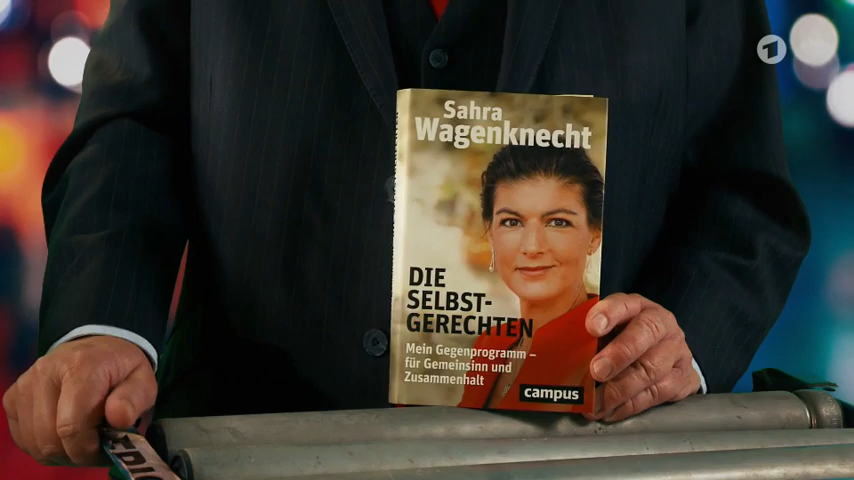 1
Sahra
Wagenknecht
DIE
SELBST-
GERECHTEN
Mein Gegenprogramm –
für Gemeinsinn und
Zusammenhalt
campus